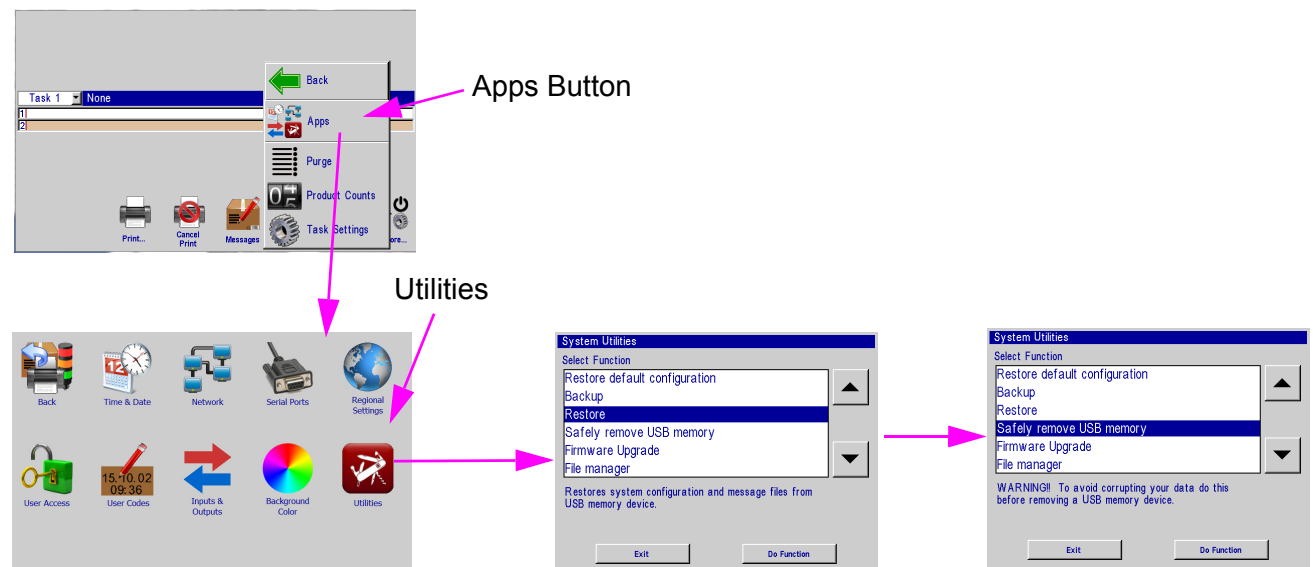 Back
Apps Button
Task 1 None
1
Apps
2
Purge
Product Counts
Task Settings
Print...
Cancel
Print
Messages
ore...
Utilities
Back
Time & Date
12
Network
Serial Ports
Regional
Settings
User Access
15.10.02
09:36
User Codes
Inputs &
Outputs
Background
Color
Utilities
System Utilities
Select Function
Restore default configuration
Backup
Restore
Safely remove USB memory
Firmware Upgrade
File manager
Restores system configuration and message files from
USB memory device.
Exit Do Function
System Utilities
Select Function
Restore default configuration
Backup
Restore
Safely remove USB memory
Firmware Upgrade
File manager
WARNING!! To avoid corrupting your data do this
before removing a USB memory device.
Exit Do Function